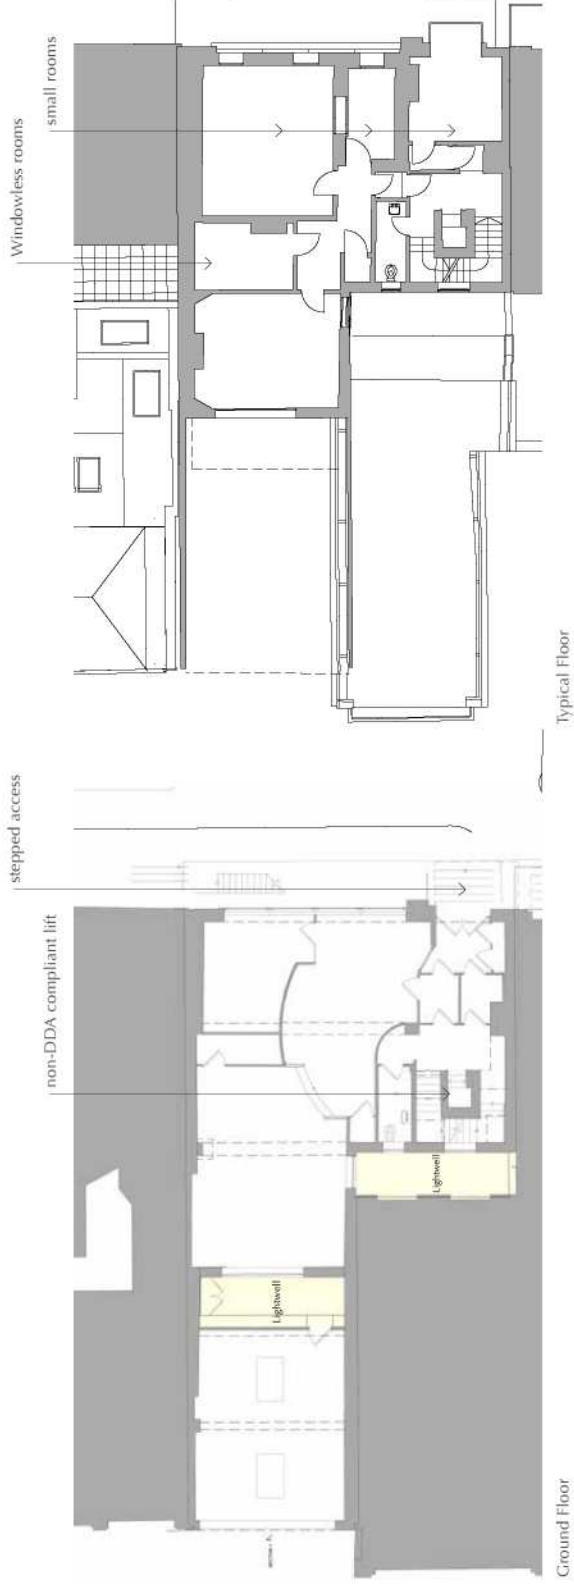 Windowless rooms
small rooms
Typical Floor
stepped access
non-DDA compliant lift
Lightwell
Lightwell
Ground Floor